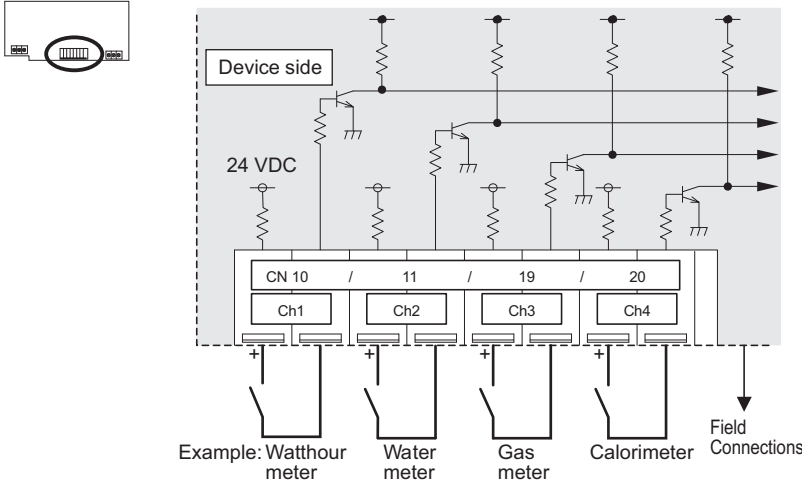 Device side
24 VDC
CN 10 / 11 / 19 / 20
Ch1 Ch2 Ch3 Ch4
+ + + +
Example: Watthour meter
Water meter
Gas meter
Calorimeter
Field Connections